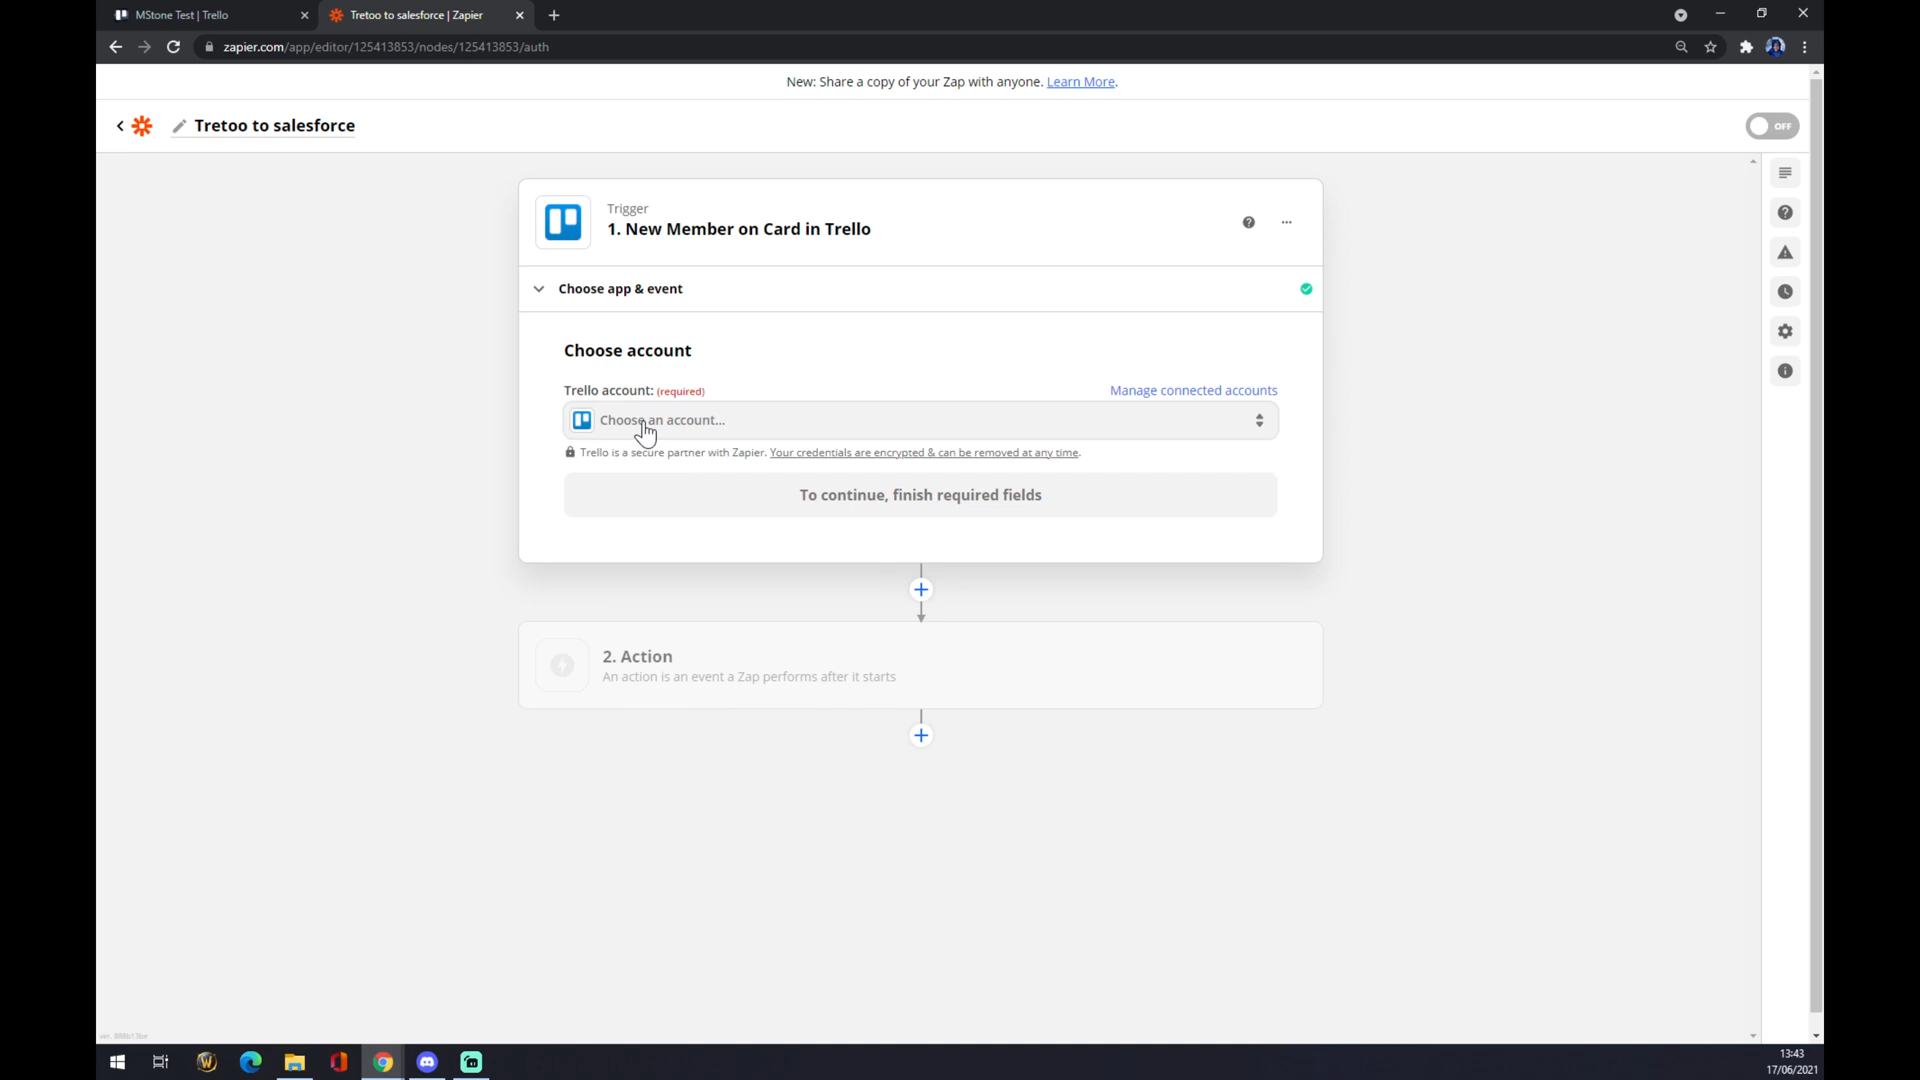 MStone Test | Trello
Tretoo to salesforce | Zapier
zapier.com/app/editor/125413853/nodes/125413853/auth
New: Share a copy of your Zap with anyone. Learn More.
Tretoo to salesforce
OFF
Trigger
1. New Member on Card in Trello
Choose app & event
Choose account
Trello account: (required)
Manage connected accounts
Choose an account...
Trello is a secure partner with Zapier. Your credentials are encrypted & can be removed at any time.
To continue, finish required fields
2. Action
An action is an event a Zap performs after it starts
13:43
17/06/2021